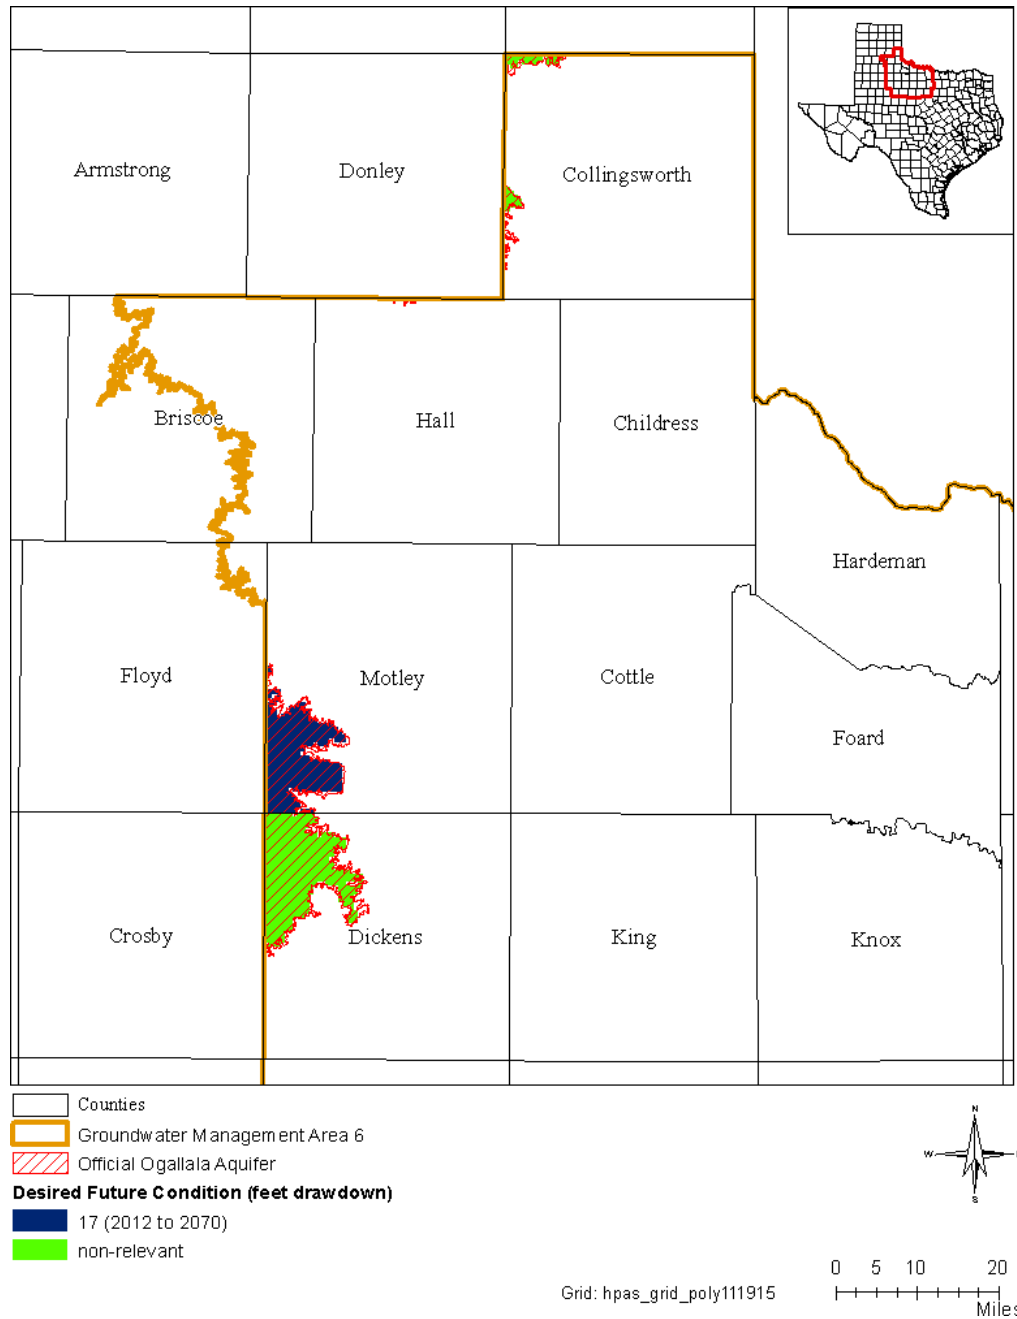 Armstrong
Donley
Collingsworth
Briscoe
Hall
Childress
Hardeman
Floyd
Motley
Cottle
Foard
Crosby
Dickens
King
Knox
Counties
Groundwater Management Area 6
Official Ogallala Aquifer
Desired Future Condition (feet drawdown)
17 (2012 to 2070)
non-relevant
N
W
S
Grid: hpas_grid_poly111915
0 5 10 20
Miles